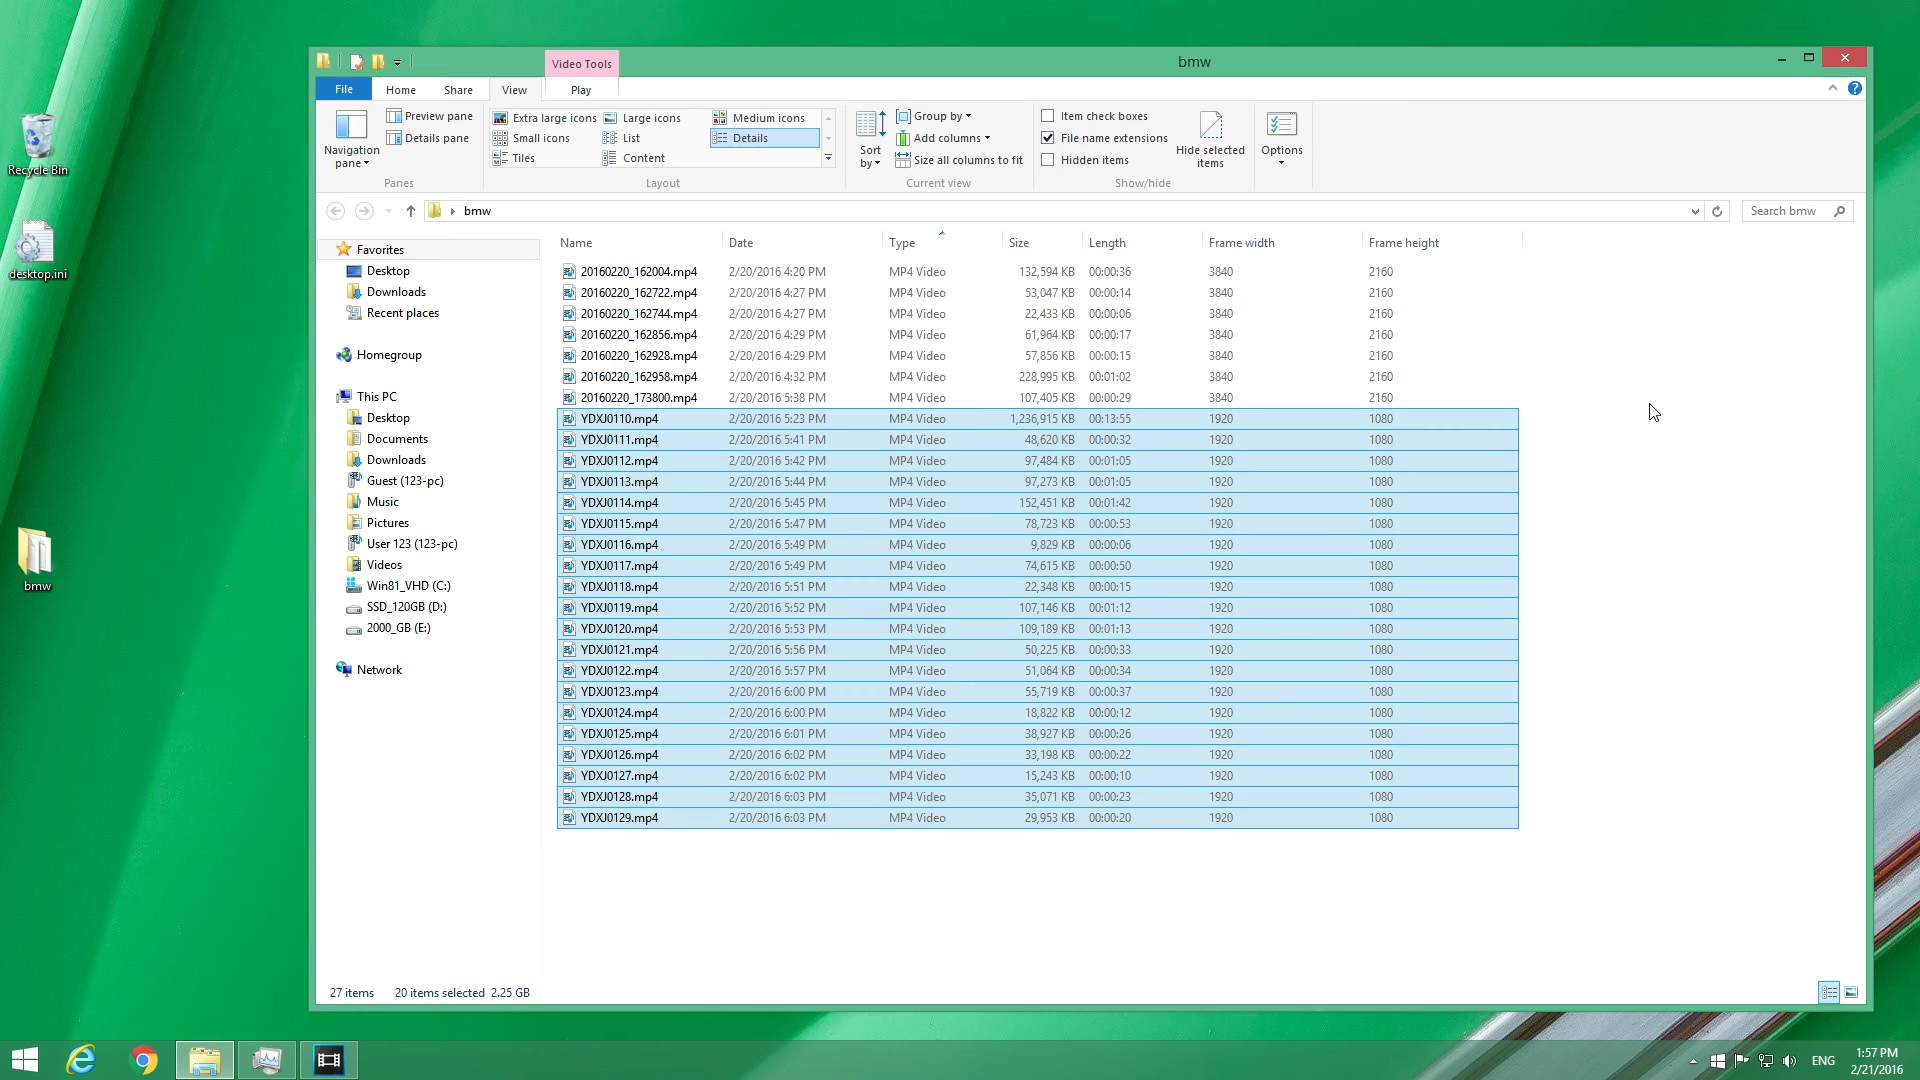 Recycle Bin
desktop.ini
bmw
Video Tools
bmw
File Home Share View Play
Navigation pane
Preview pane
Details pane
Panes
Extra large icons Large icons Medium icons
Small icons List Details
Tiles Content
Layout
Sort by
Group by
Add columns
Size all columns to fit
Current view
Item check boxes
File name extensions
Hidden items
Hide selected items
Show/hide
Options
bmw
Search bmw
Favorites
Desktop
Downloads
Recent places
Homegroup
This PC
Desktop
Documents
Downloads
Guest (123-pc)
Music
Pictures
User 123 (123-pc)
Videos
Win81_VHD (C:)
SSD_120GB (D:)
2000_GB (E:)
Network
Name Date Type Size Length Frame width Frame height
20160220_162004.mp4 2/20/2016 4:20 PM MP4 Video 132,594 KB 00:00:36 3840 2160
20160220_162722.mp4 2/20/2016 4:27 PM MP4 Video 53,047 KB 00:00:14 3840 2160
20160220_162744.mp4 2/20/2016 4:27 PM MP4 Video 22,433 KB 00:00:06 3840 2160
20160220_162856.mp4 2/20/2016 4:29 PM MP4 Video 61,964 KB 00:00:17 3840 2160
20160220_162928.mp4 2/20/2016 4:29 PM MP4 Video 57,856 KB 00:00:15 3840 2160
20160220_162958.mp4 2/20/2016 4:32 PM MP4 Video 228,995 KB 00:01:02 3840 2160
20160220_173800.mp4 2/20/2016 5:38 PM MP4 Video 107,405 KB 00:00:29 3840 2160
YDXJ0110.mp4 2/20/2016 5:23 PM MP4 Video 1,236,915 KB 00:13:55 1920 1080
YDXJ0111.mp4 2/20/2016 5:41 PM MP4 Video 48,620 KB 00:00:32 1920 1080
YDXJ0112.mp4 2/20/2016 5:42 PM MP4 Video 97,484 KB 00:01:05 1920 1080
YDXJ0113.mp4 2/20/2016 5:44 PM MP4 Video 97,273 KB 00:01:05 1920 1080
YDXJ0114.mp4 2/20/2016 5:45 PM MP4 Video 152,451 KB 00:01:42 1920 1080
YDXJ0115.mp4 2/20/2016 5:47 PM MP4 Video 78,723 KB 00:00:53 1920 1080
YDXJ0116.mp4 2/20/2016 5:49 PM MP4 Video 9,829 KB 00:00:06 1920 1080
YDXJ0117.mp4 2/20/2016 5:49 PM MP4 Video 74,615 KB 00:00:50 1920 1080
YDXJ0118.mp4 2/20/2016 5:51 PM MP4 Video 22,348 KB 00:00:15 1920 1080
YDXJ0119.mp4 2/20/2016 5:52 PM MP4 Video 107,146 KB 00:01:12 1920 1080
YDXJ0120.mp4 2/20/2016 5:53 PM MP4 Video 109,189 KB 00:01:13 1920 1080
YDXJ0121.mp4 2/20/2016 5:56 PM MP4 Video 50,225 KB 00:00:33 1920 1080
YDXJ0122.mp4 2/20/2016 5:57 PM MP4 Video 51,064 KB 00:00:34 1920 1080
YDXJ0123.mp4 2/20/2016 6:00 PM MP4 Video 55,719 KB 00:00:37 1920 1080
YDXJ0124.mp4 2/20/2016 6:00 PM MP4 Video 18,822 KB 00:00:12 1920 1080
YDXJ0125.mp4 2/20/2016 6:01 PM MP4 Video 38,927 KB 00:00:26 1920 1080
YDXJ0126.mp4 2/20/2016 6:02 PM MP4 Video 33,198 KB 00:00:22 1920 1080
YDXJ0127.mp4 2/20/2016 6:02 PM MP4 Video 15,243 KB 00:00:10 1920 1080
YDXJ0128.mp4 2/20/2016 6:03 PM MP4 Video 35,071 KB 00:00:23 1920 1080
YDXJ0129.mp4 2/20/2016 6:03 PM MP4 Video 29,953 KB 00:00:20 1920 1080
27 items 20 items selected 2.25 GB
ENG
1:57 PM
2/21/2016